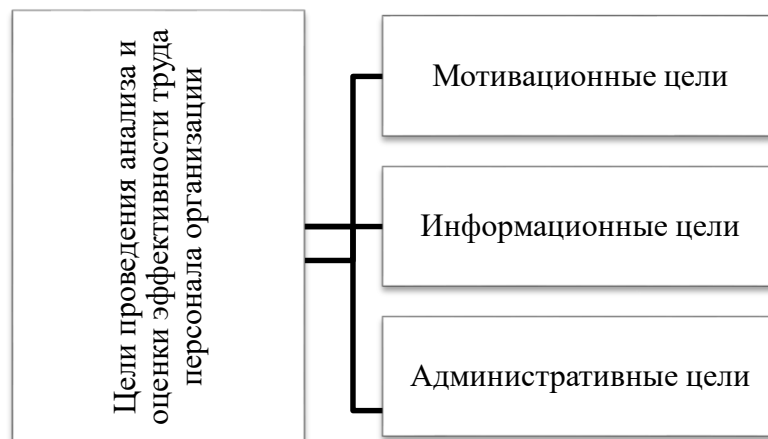 Цели проведения анализа и
оценки эффективности труда
персонала организации
Мотивационные цели
Информационные цели
Административные цели